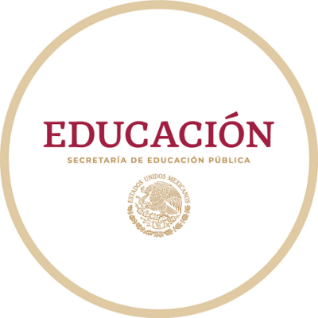 EDUCACIÓN
SECRETARÍA DE EDUCACIÓN PÚBLICA
ESTADOS UNIDOS MEXICANOS